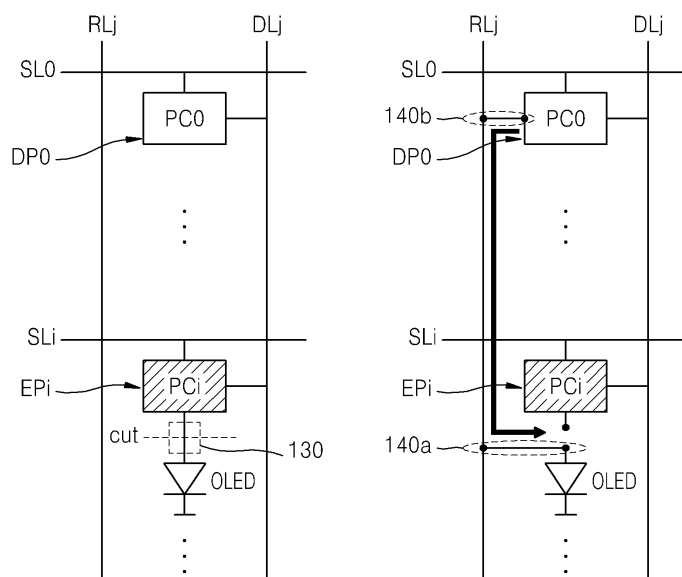 RLj
DLj
SL0
PC0
DP0
SLi
PCi
EPi
cut
130
OLED
RLj
DLj
SL0
140b
PC0
DP0
SLi
EPi
PCi
140a
OLED